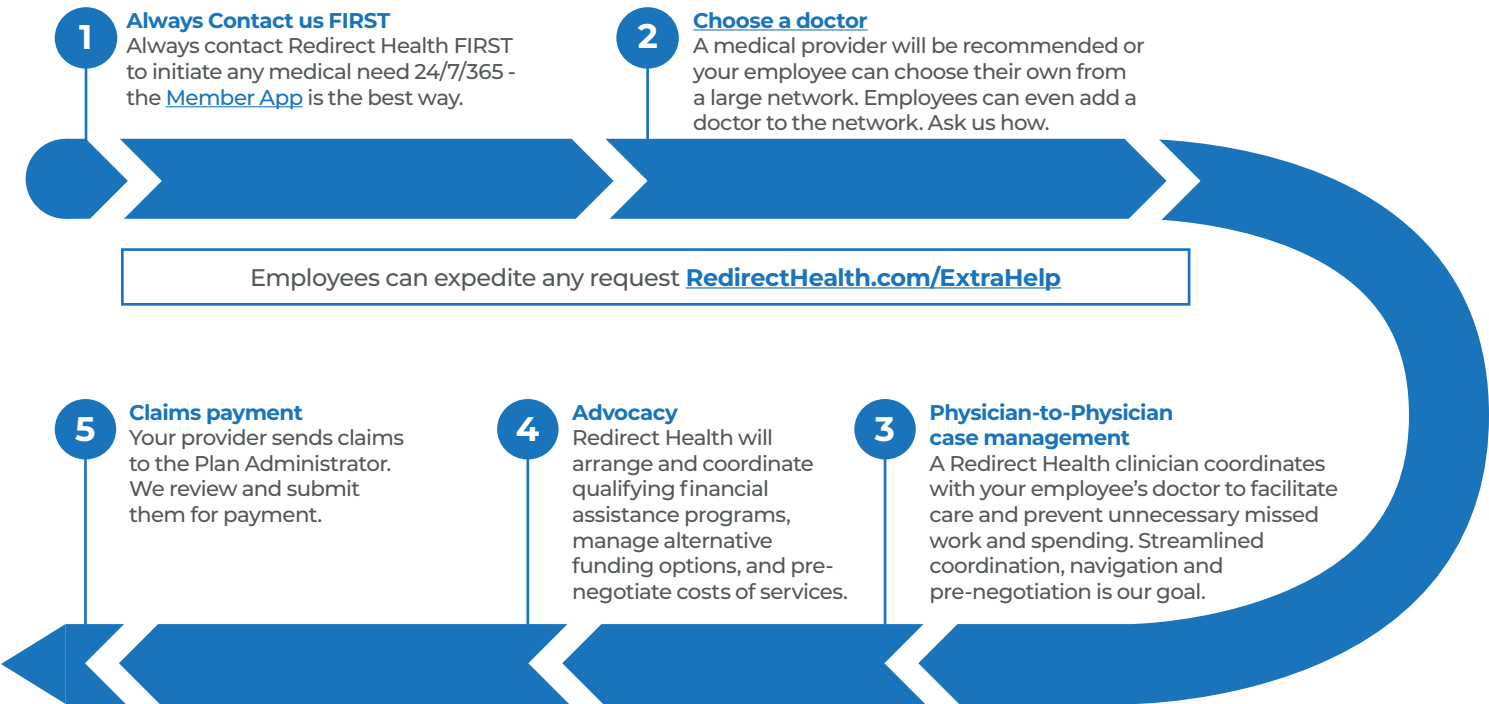 1
Always Contact us FIRST
Always contact Redirect Health FIRST
to initiate any medical need 24/7/365 -
the Member App is the best way.
2
Choose a doctor
A medical provider will be recommended or
your employee can choose their own from
a large network. Employees can even add a
doctor to the network. Ask us how.
Employees can expedite any request RedirectHealth.com/ExtraHelp
3
Physician-to-Physician
case management
A Redirect Health clinician coordinates
with your employee's doctor to facilitate
care and prevent unnecessary missed
work and spending. Streamlined
coordination, navigation and
pre-negotiation is our goal.
4
Advocacy
Redirect Health will
arrange and coordinate
qualifying financial
assistance programs,
manage alternative
funding options, and pre-
negotiate costs of services.
5
Claims payment
Your provider sends claims
to the Plan Administrator.
We review and submit
them for payment.